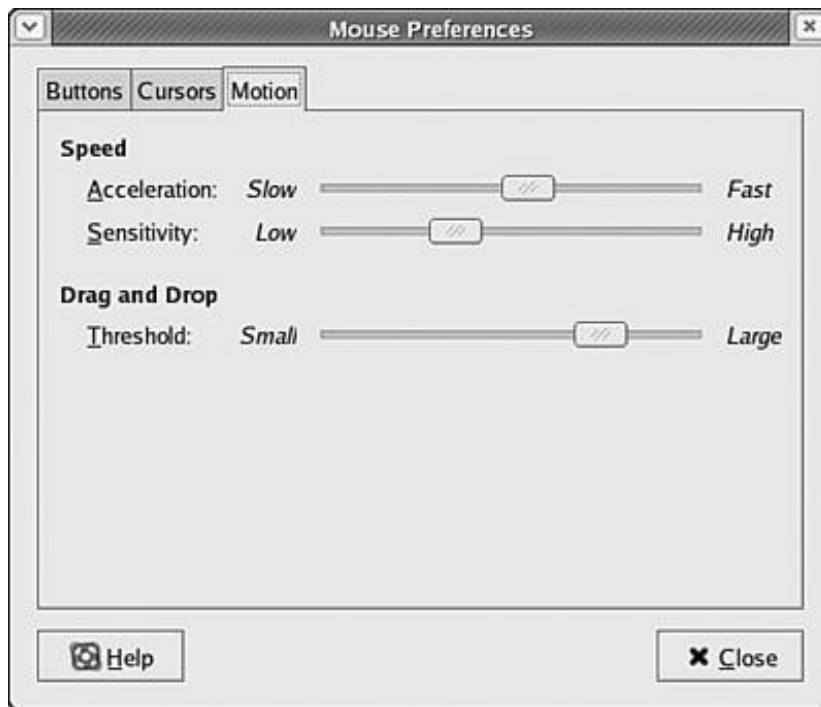 Mouse Preferences
Buttons Cursors Motion
Speed
Acceleration: Slow Fast
Sensitivity: Low High
Drag and Drop
Threshold: Small Large
Help Close